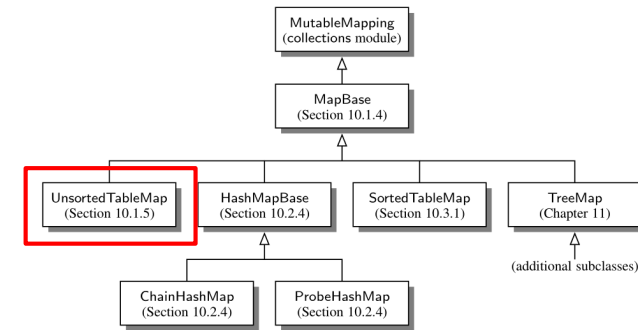 MutableMapping
(collections module)
MapBase
(Section 10.1.4)
UnsortedTableMap
(Section 10.1.5)
HashMapBase
(Section 10.2.4)
SortedTableMap
(Section 10.3.1)
TreeMap
(Chapter 11)
(additional subclasses)
ChainHashMap
(Section 10.2.4)
ProbeHashMap
(Section 10.2.4)